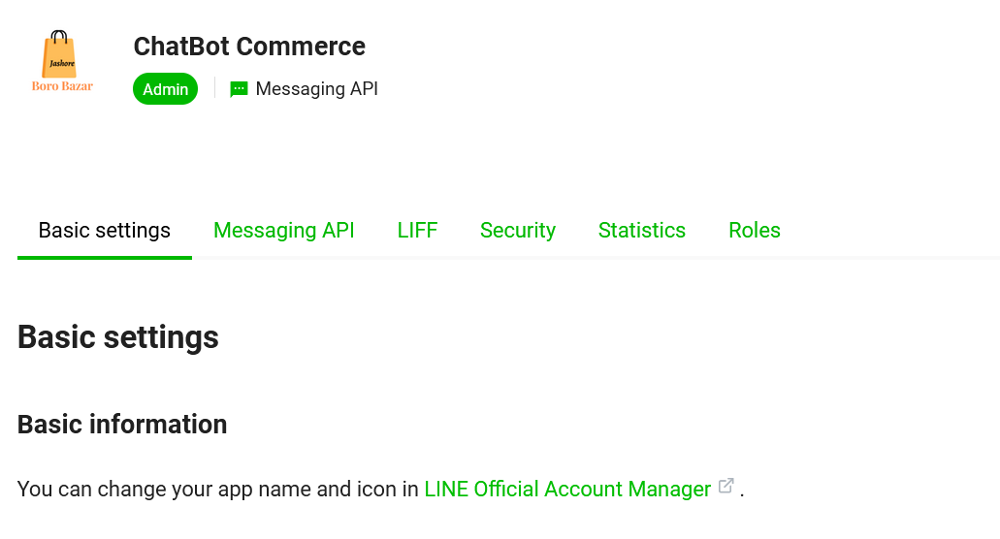 Jashore
Boro Bazar
ChatBot Commerce
Admin
Messaging API
Basic settings Messaging API LIFF Security Statistics Roles
Basic settings
Basic information
You can change your app name and icon in LINE Official Account Manager .